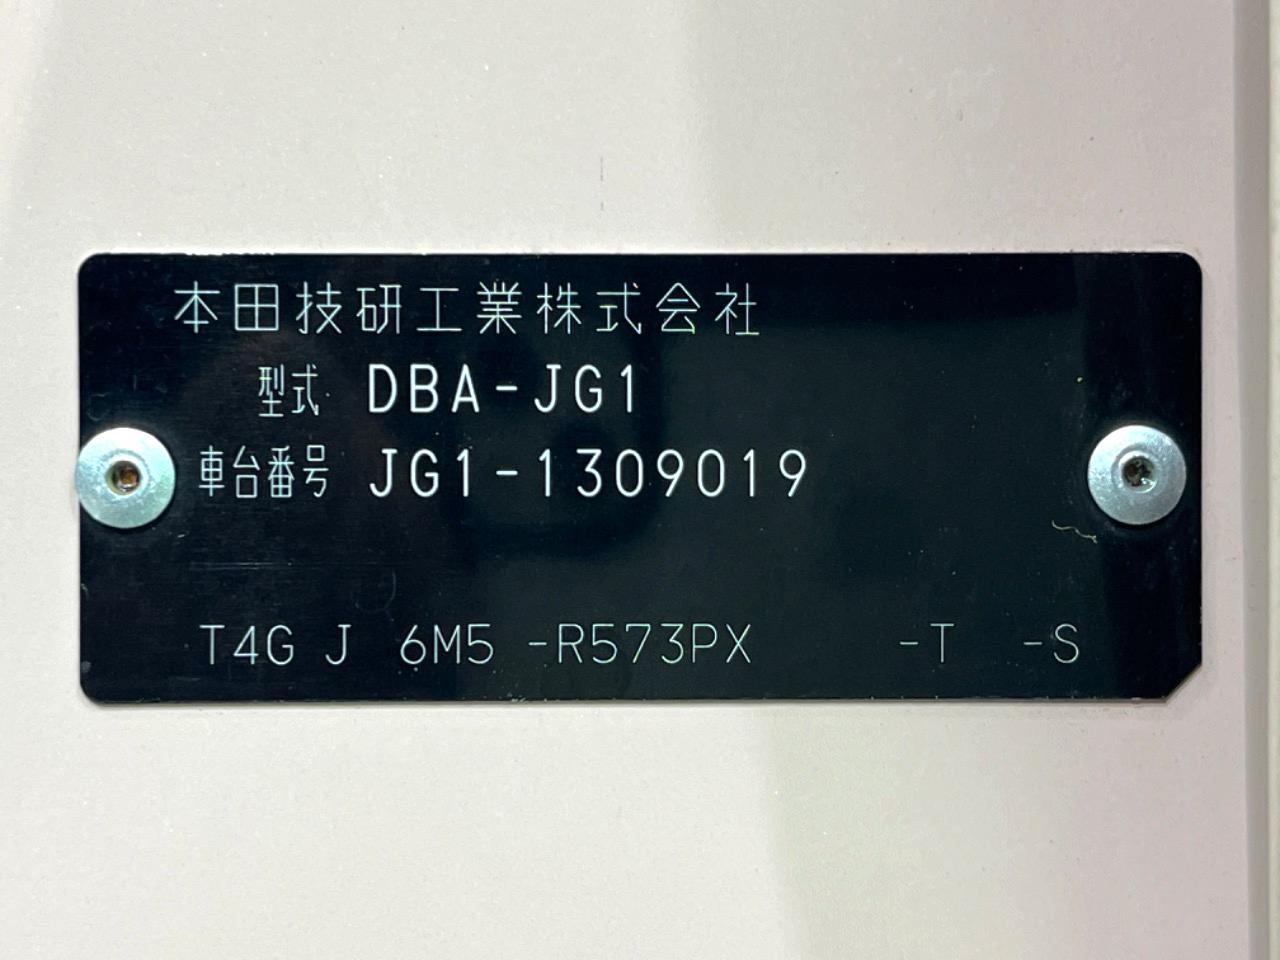 本田技研工業株式会社
型式 DBA-JG1
車台番号 JG1-1309019
T4G J 6M5 -R573PX -T -S